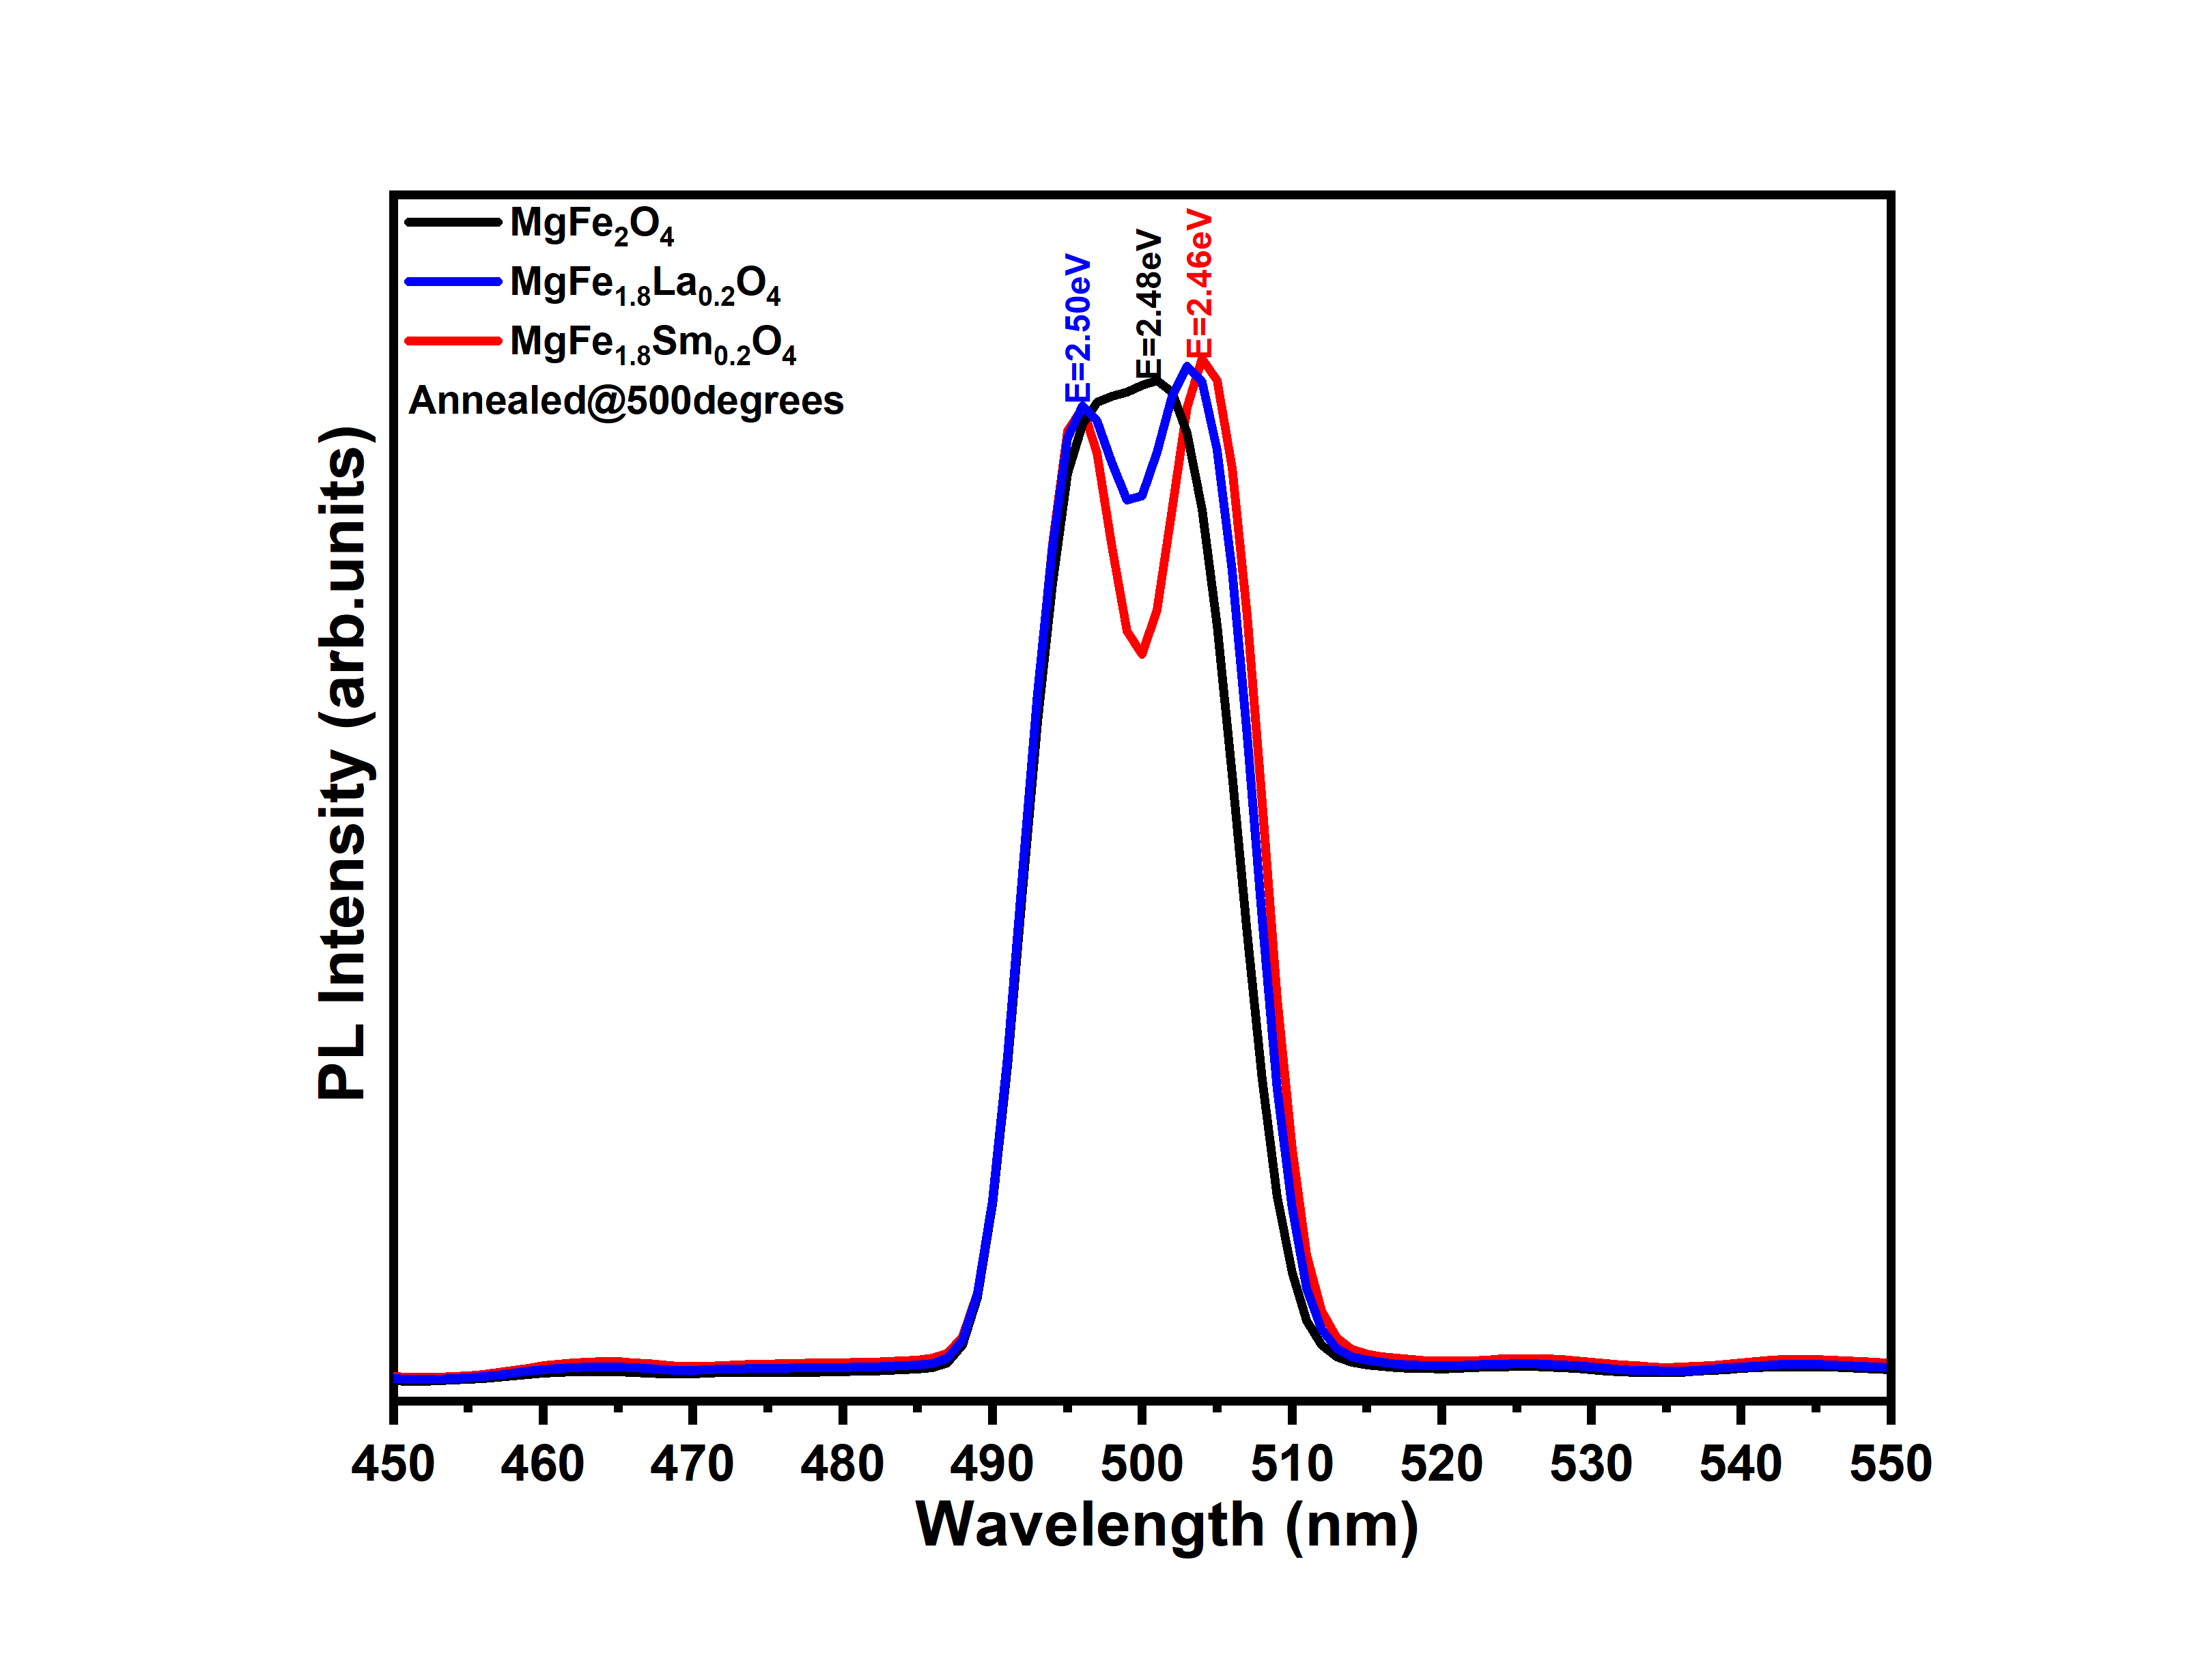 MgFe2O4
MgFe1.8La0.2O4
MgFe1.8Sm0.2O4
Annealed@500degrees
E=2.50eV
E=2.48eV
E=2.46eV
PL Intensity (arb.units)
450 460 470 480 490 500 510 520 530 540 550
Wavelength (nm)